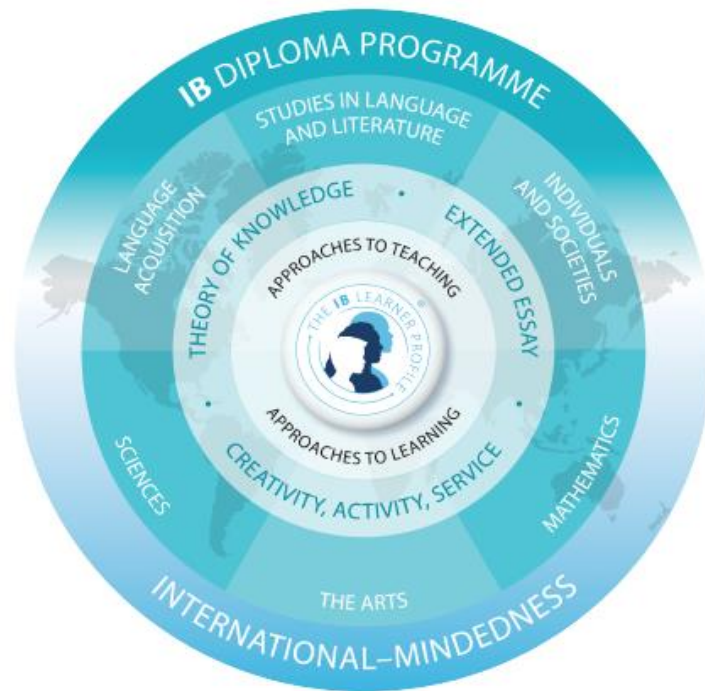 IB DIPLOMA PROGRAMME
STUDIES IN LANGUAGE
AND LITERATURE
LANGUAGE
ACQUISITION
INDIVIDUALS
AND SOCIETIES
THEORY OF KNOWLEDGE
•
EXTENDED ESSAY
APPROACHES TO TEACHING
THE IB LEARNER PROFILE
®
APPROACHES TO LEARNING
•
CREATIVITY, ACTIVITY, SERVICE
•
SCIENCES
MATHEMATICS
THE ARTS
INTERNATIONAL–MINDEDNESS